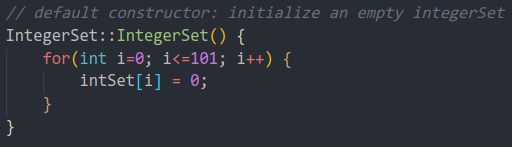 // default constructor: initialize an empty integerSet
IntegerSet::IntegerSet() {
    for(int i=0; i<=101; i++) {
        intSet[i] = 0;
    }
}